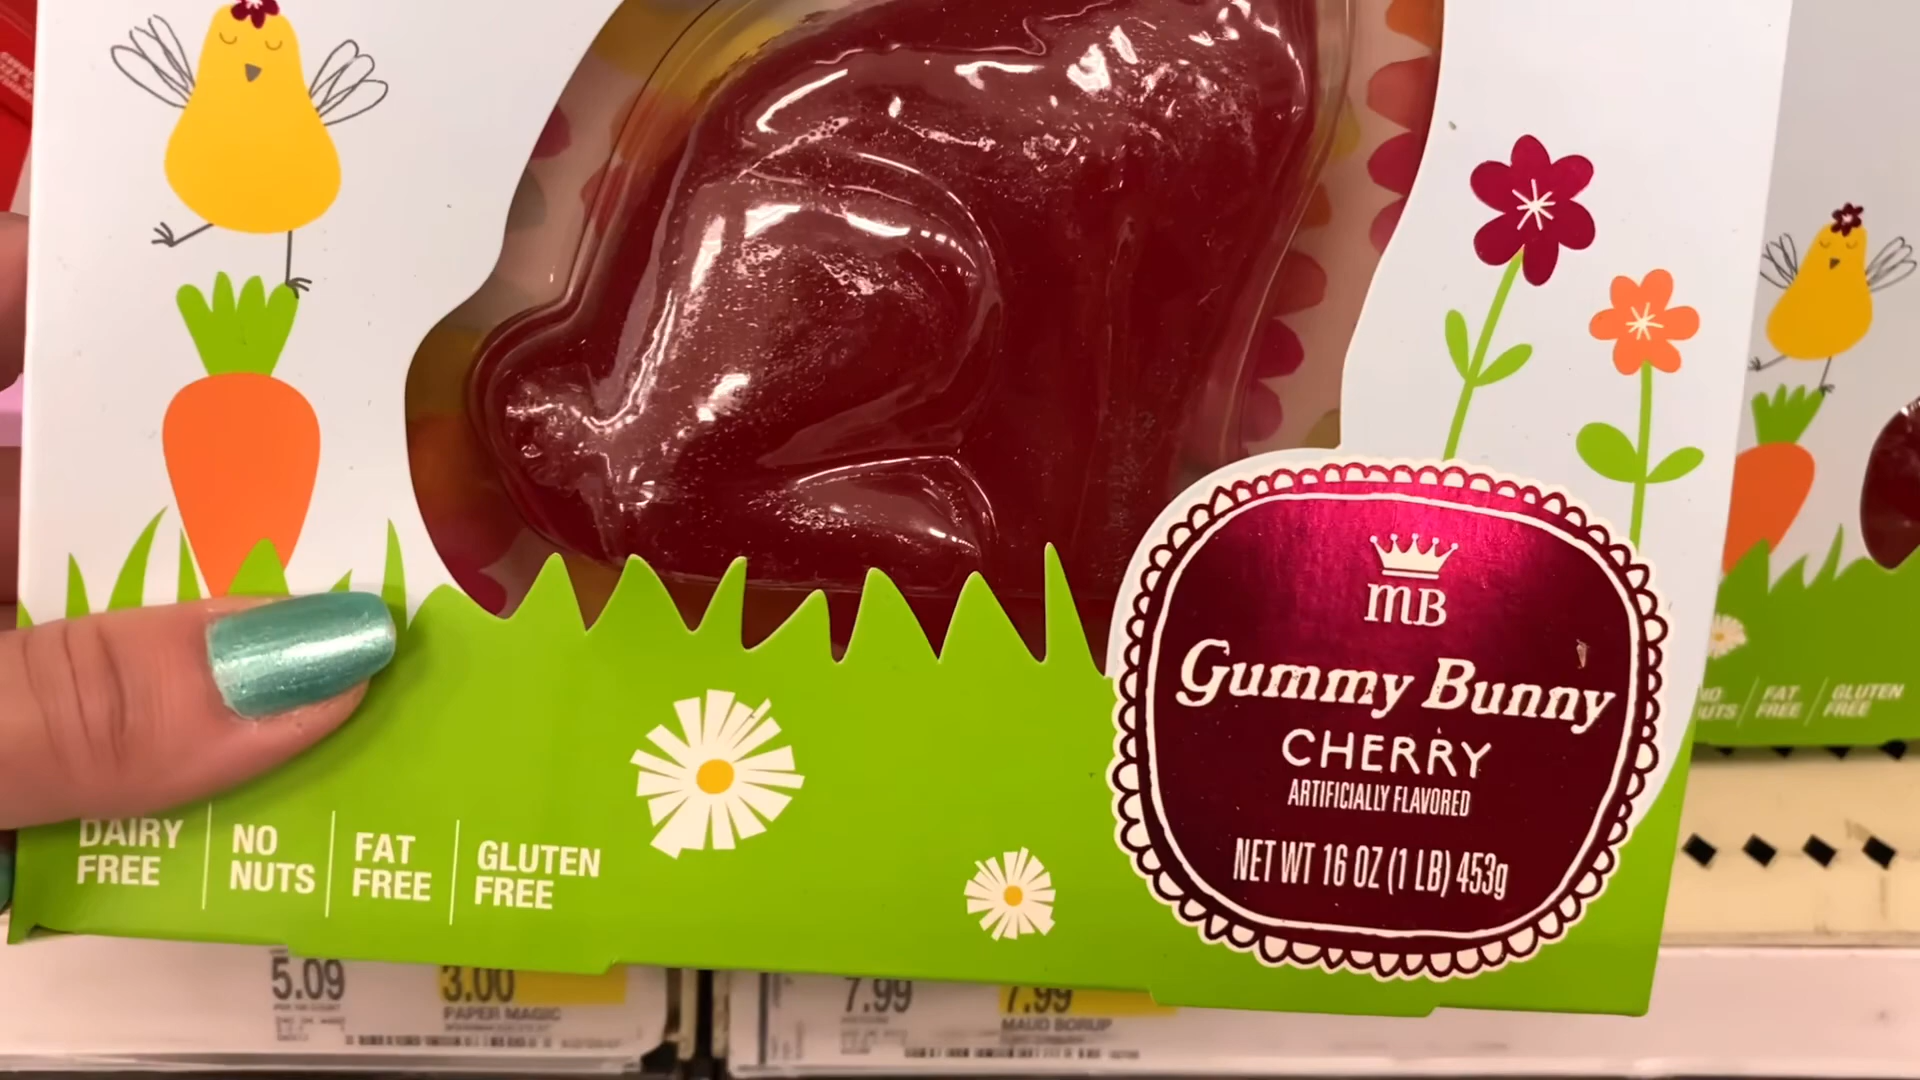 MB
Gummy Bunny
CHERRY
ARTIFICIALLY FLAVORED
NET WT 16 OZ (1 LB) 453g
DAIRY
FREE
NO
NUTS
FAT
FREE
GLUTEN
FREE
FAT
FREE
GLUTEN
FREE
5.09
3.00
PAPER MAGIC
7.99
7.99
MAUD BORUP